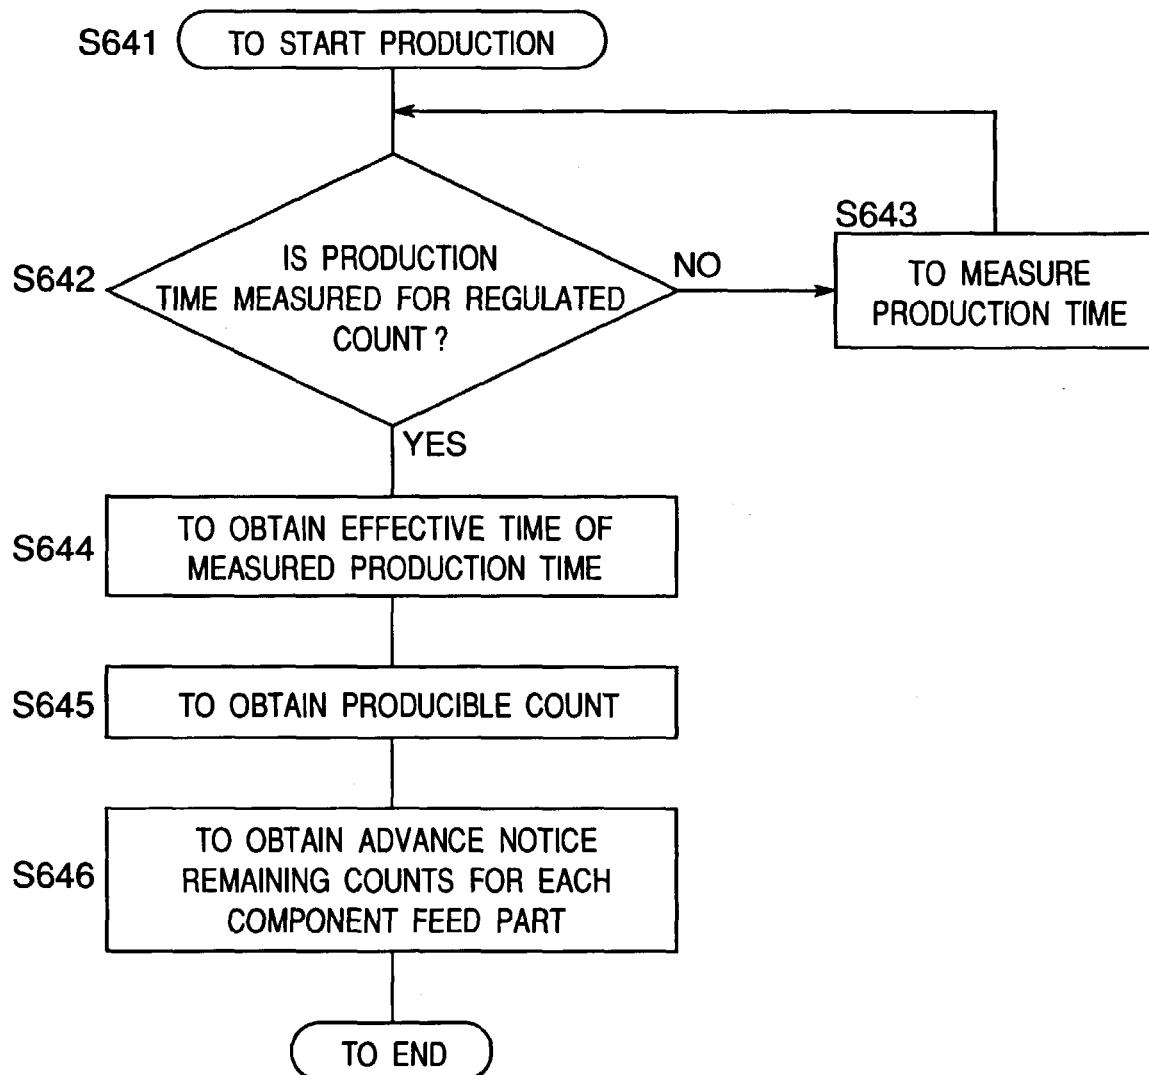 S641
TO START PRODUCTION
S643
S642
IS PRODUCTION
TIME MEASURED FOR REGULATED
COUNT ?
NO
TO MEASURE
PRODUCTION TIME
YES
S644
TO OBTAIN EFFECTIVE TIME OF
MEASURED PRODUCTION TIME
S645
TO OBTAIN PRODUCIBLE COUNT
S646
TO OBTAIN ADVANCE NOTICE
REMAINING COUNTS FOR EACH
COMPONENT FEED PART
TO END